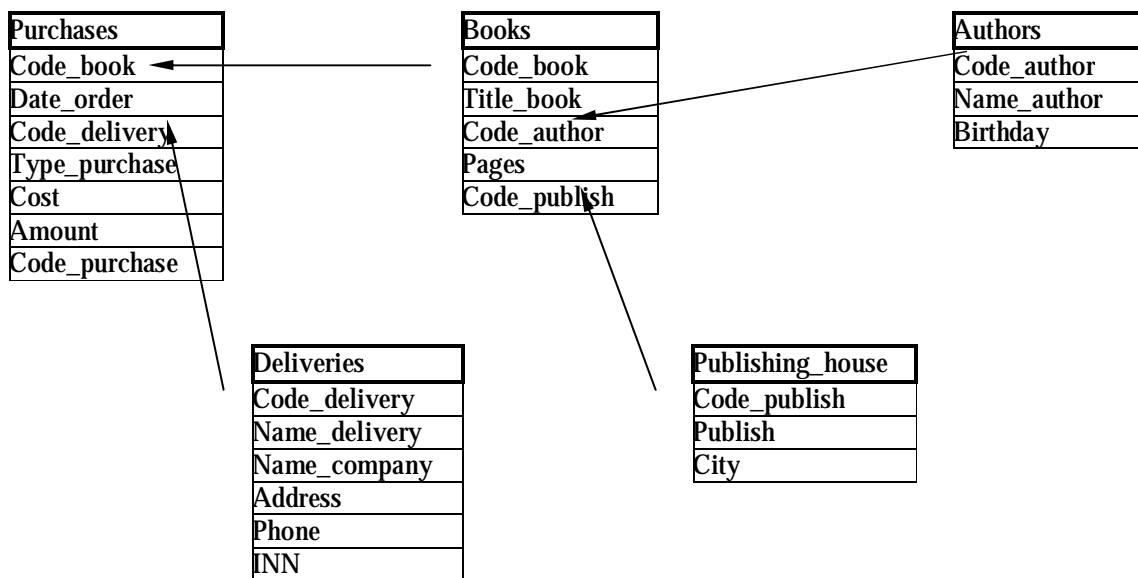 Purchases
Code_book
Date_order
Code_delivery
Type_purchase
Cost
Amount
Code_purchase
Books
Code_book
Title_book
Code_author
Pages
Code_publish
Authors
Code_author
Name_author
Birthday
Deliveries
Code_delivery
Name_delivery
Name_company
Address
Phone
INN
Publishing_house
Code_publish
Publish
City